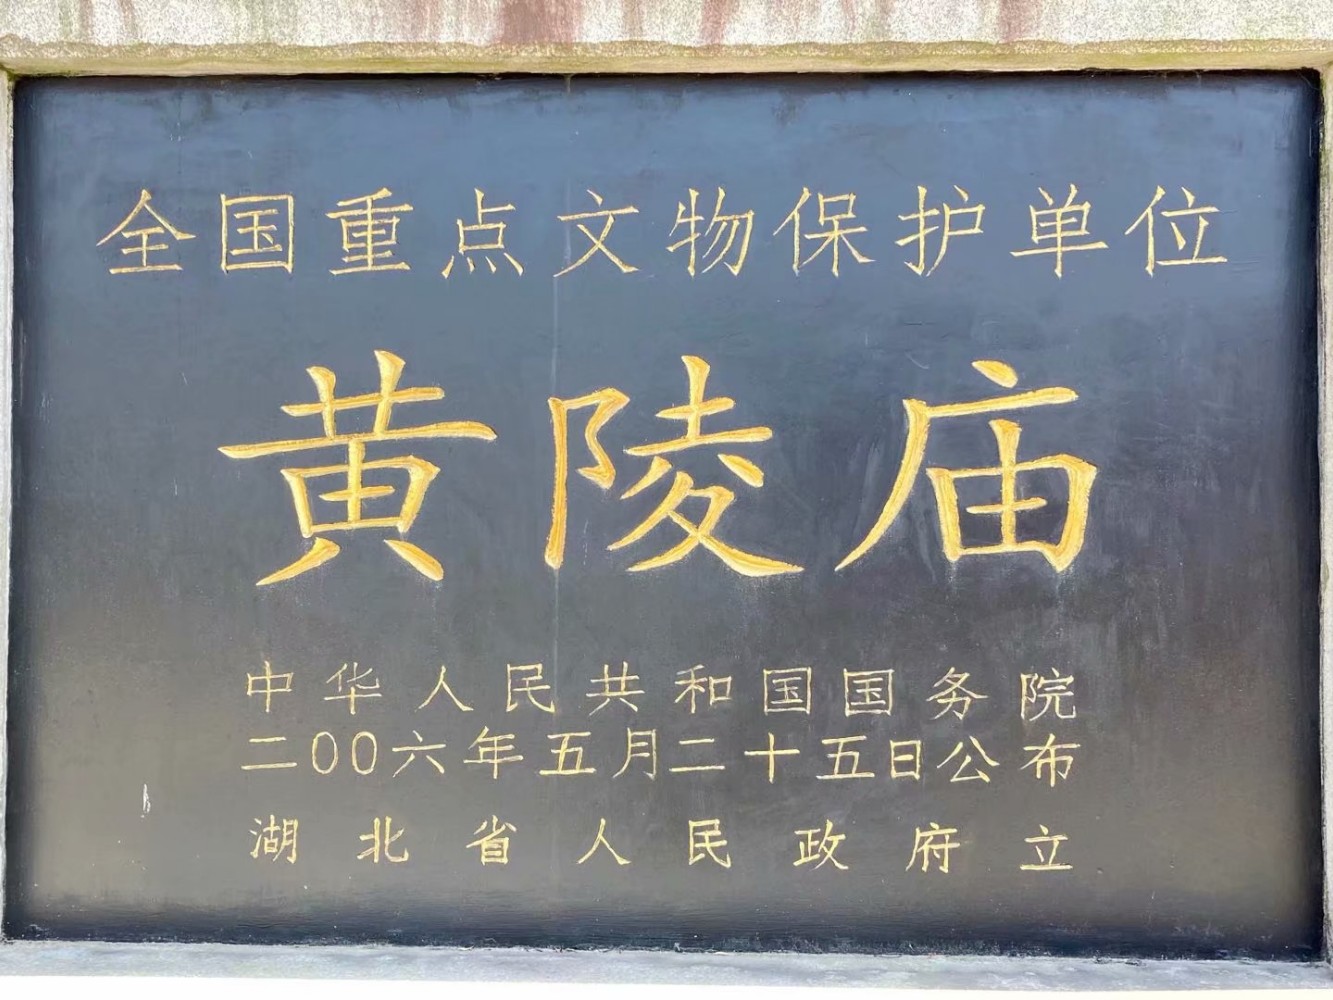 全国重点文物保护单位
黄陵庙
中华人民共和国国务院
二00六年五月二十五日公布
湖北省人民政府立